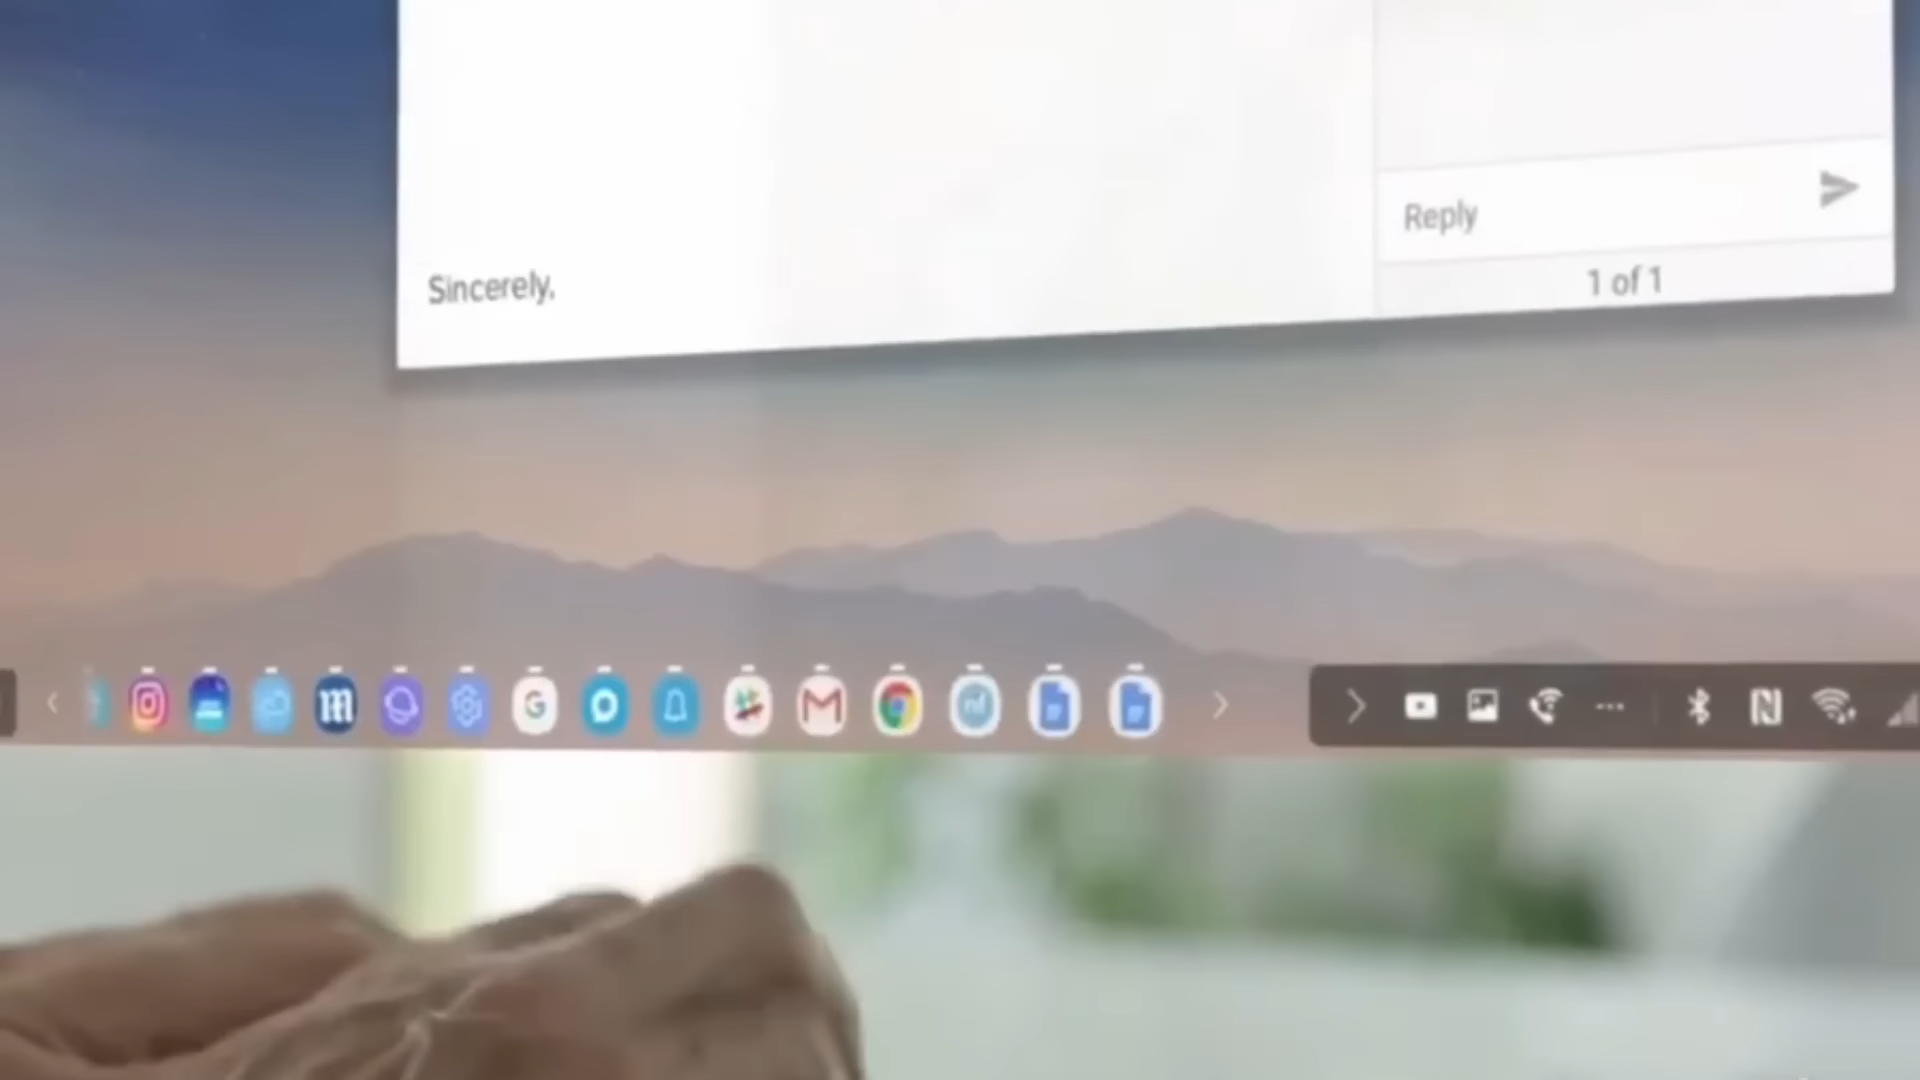 Reply
Sincerely,
1 of 1